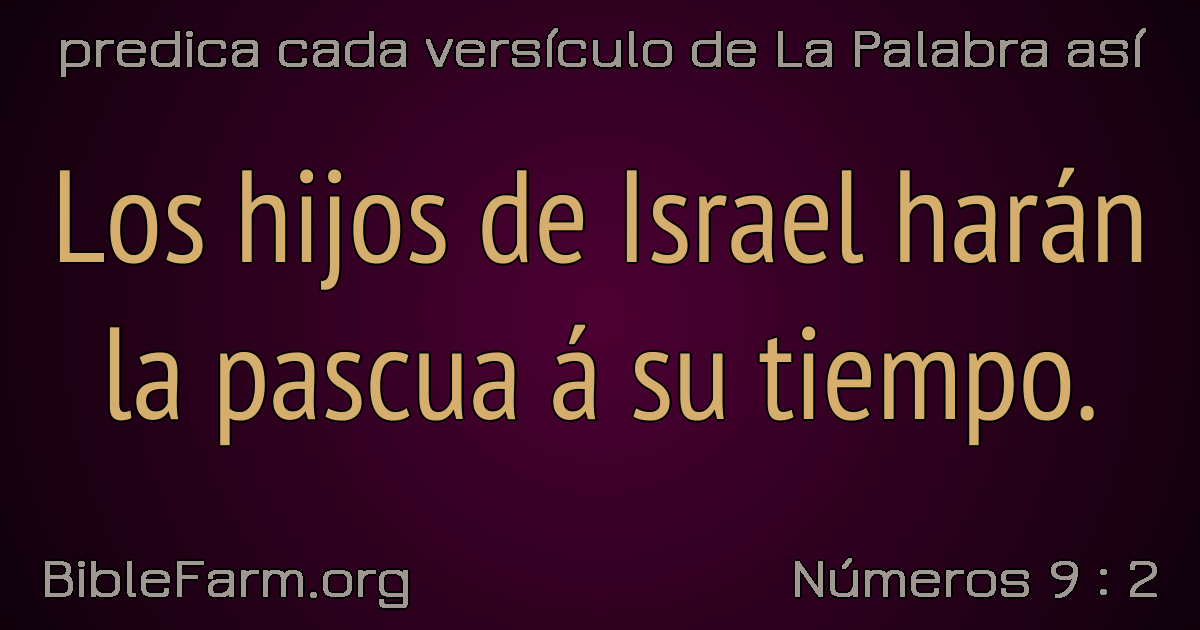 predica cada versículo de La Palabra así
Los hijos de Israel harán
la pascua á su tiempo.
BibleFarm.org
Números 9 : 2